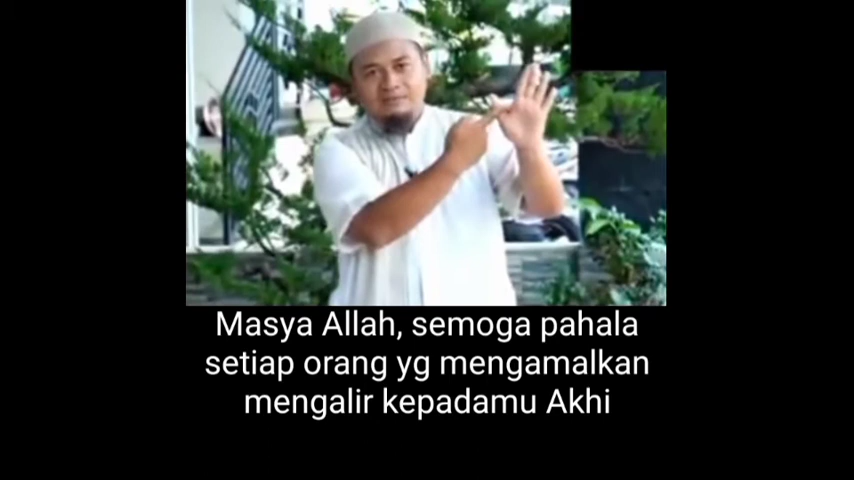 Masya Allah, semoga pahala
setiap orang yg mengamalkan
mengalir kepadamu Akhi